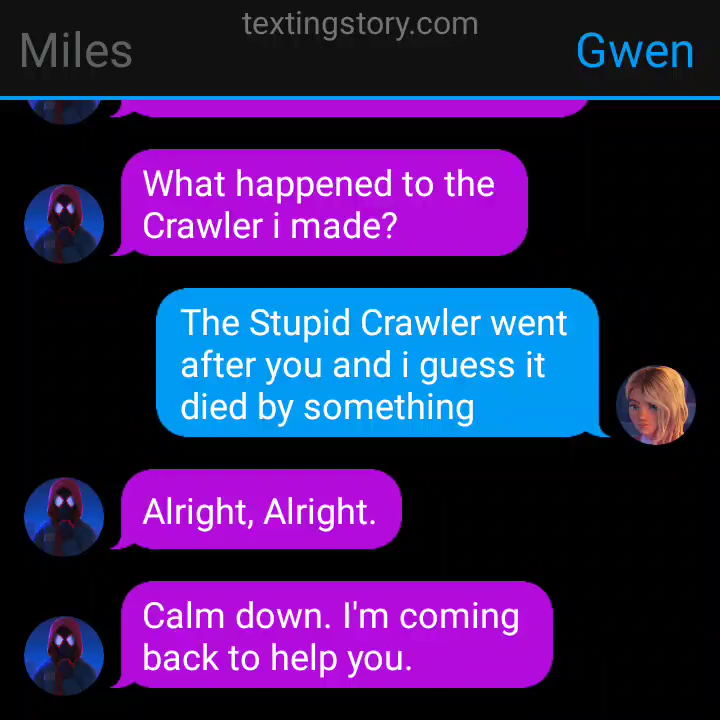 textingstory.com
Miles
Gwen
What happened to the
Crawler i made?
The Stupid Crawler went
after you and i guess it
died by something
Alright, Alright.
Calm down. I'm coming
back to help you.